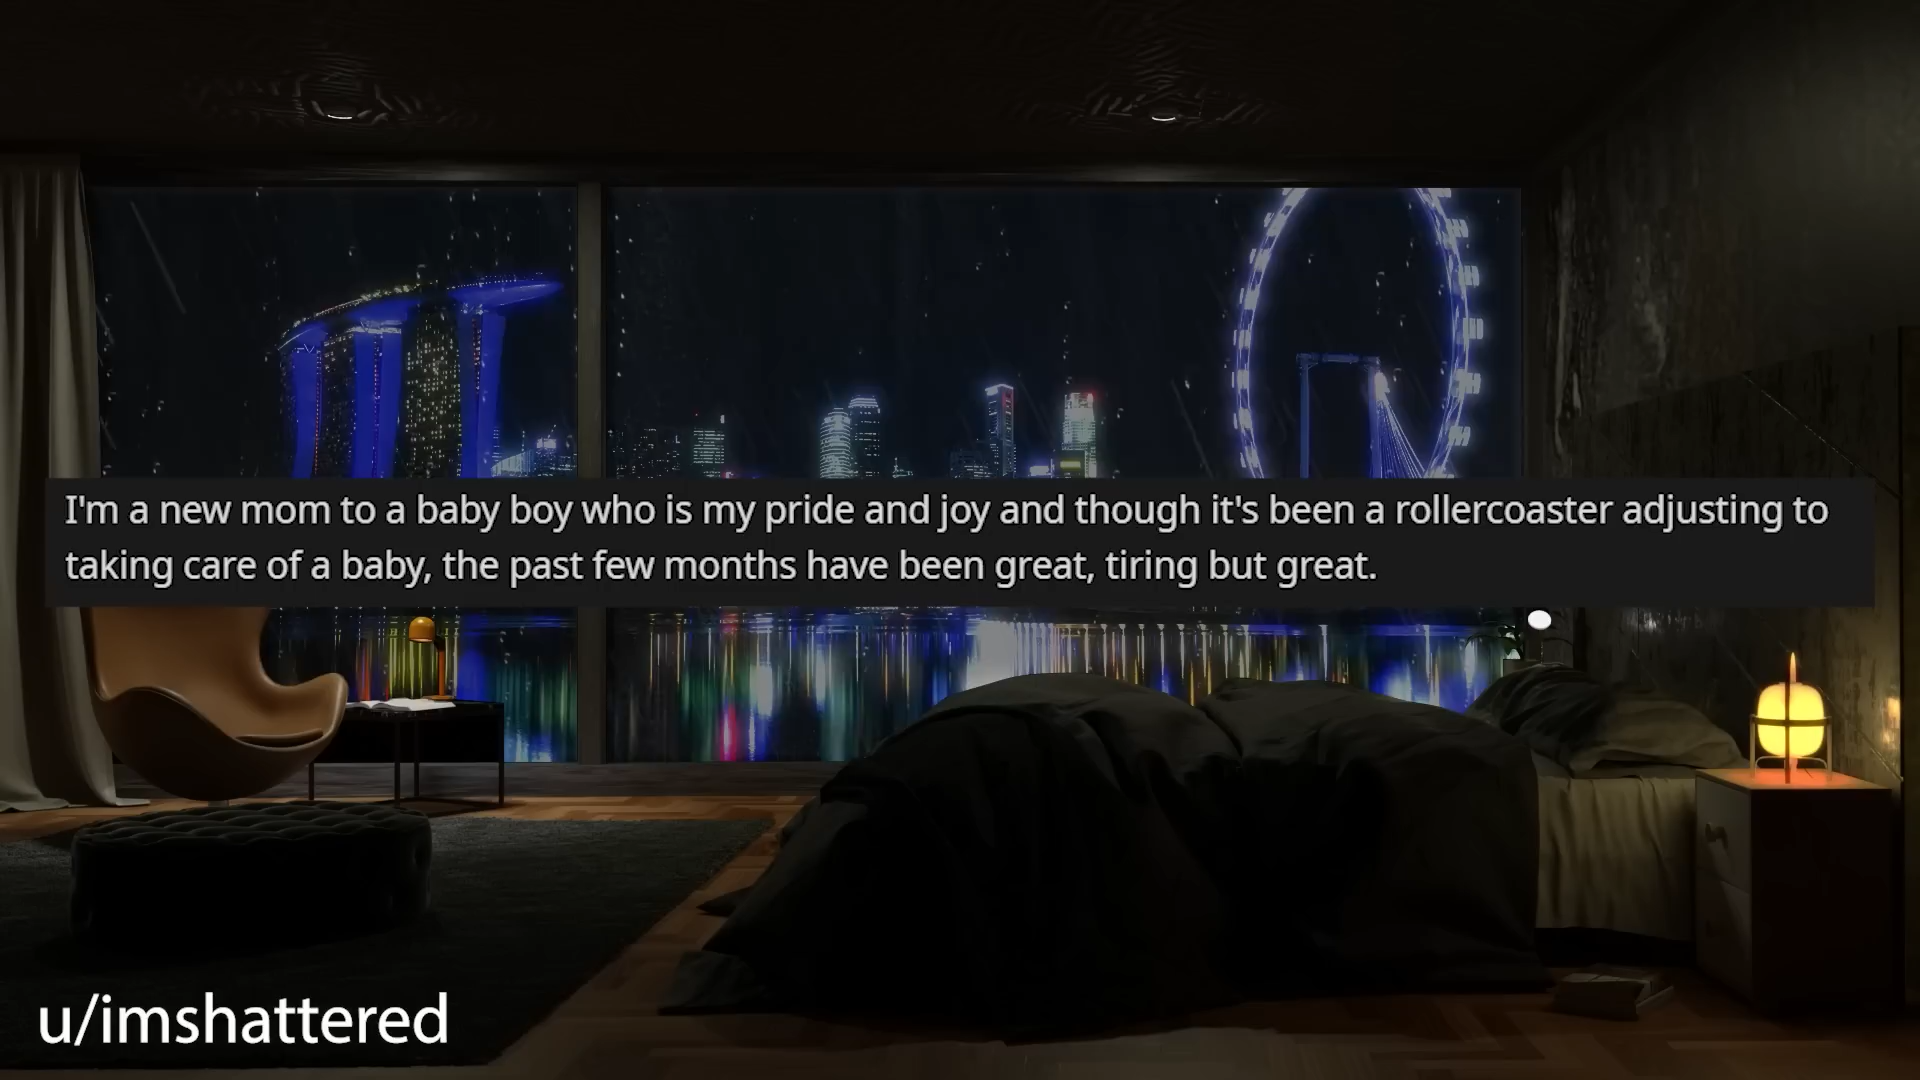 I'm a new mom to a baby boy who is my pride and joy and though it's been a rollercoaster adjusting to
taking care of a baby, the past few months have been great, tiring but great.
u/imshattered